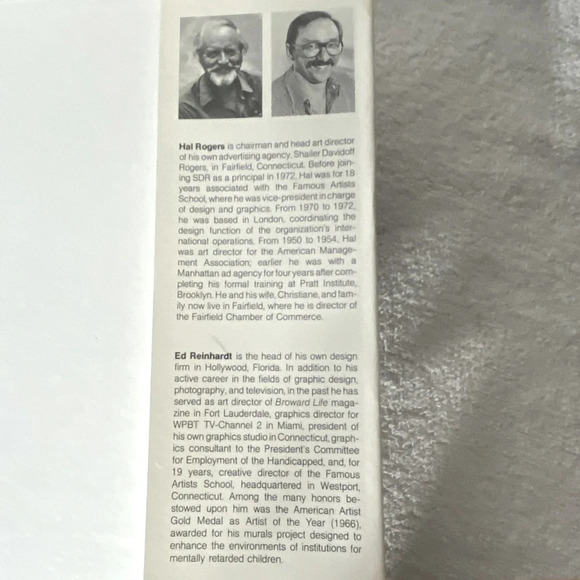 Hal Rogers is chairman and head art director
of his own advertising agency, Shailer Davidoff
Rogers, in Fairfield, Connecticut. Before join-
ing SDR as a principal in 1972, Hal was for 18
years associated with the Famous Artists
School, where he was vice-president in charge
of design and graphics. From 1970 to 1972,
he was based in London, coordinating the
design function of the organization's inter-
national operations. From 1950 to 1954, Hal
was art director for the American Manage-
ment Association; earlier he was with a
Manhattan ad agency for four years after com-
pleting his formal training at Pratt Institute,
Brooklyn. He and his wife, Christiane, and fam-
ily now live in Fairfield, where he is director of
the Fairfield Chamber of Commerce.
Ed Reinhardt is the head of his own design
firm in Hollywood, Florida. In addition to his
active career in the fields of graphic design,
photography, and television, in the past he has
served as art director of Broward Life maga-
zine in Fort Lauderdale, graphics director for
WPBT TV-Channel 2 in Miami, president of
his own graphics studio in Connecticut, graph-
ics consultant to the President's Committee
for Employment of the Handicapped, and, for
19 years, creative director of the Famous
Artists School, headquartered in Westport,
Connecticut. Among the many honors be-
stowed upon him was the American Artist
Gold Medal as Artist of the Year (1966),
awarded for his murals project designed to
enhance the environments of institutions for
mentally retarded children.